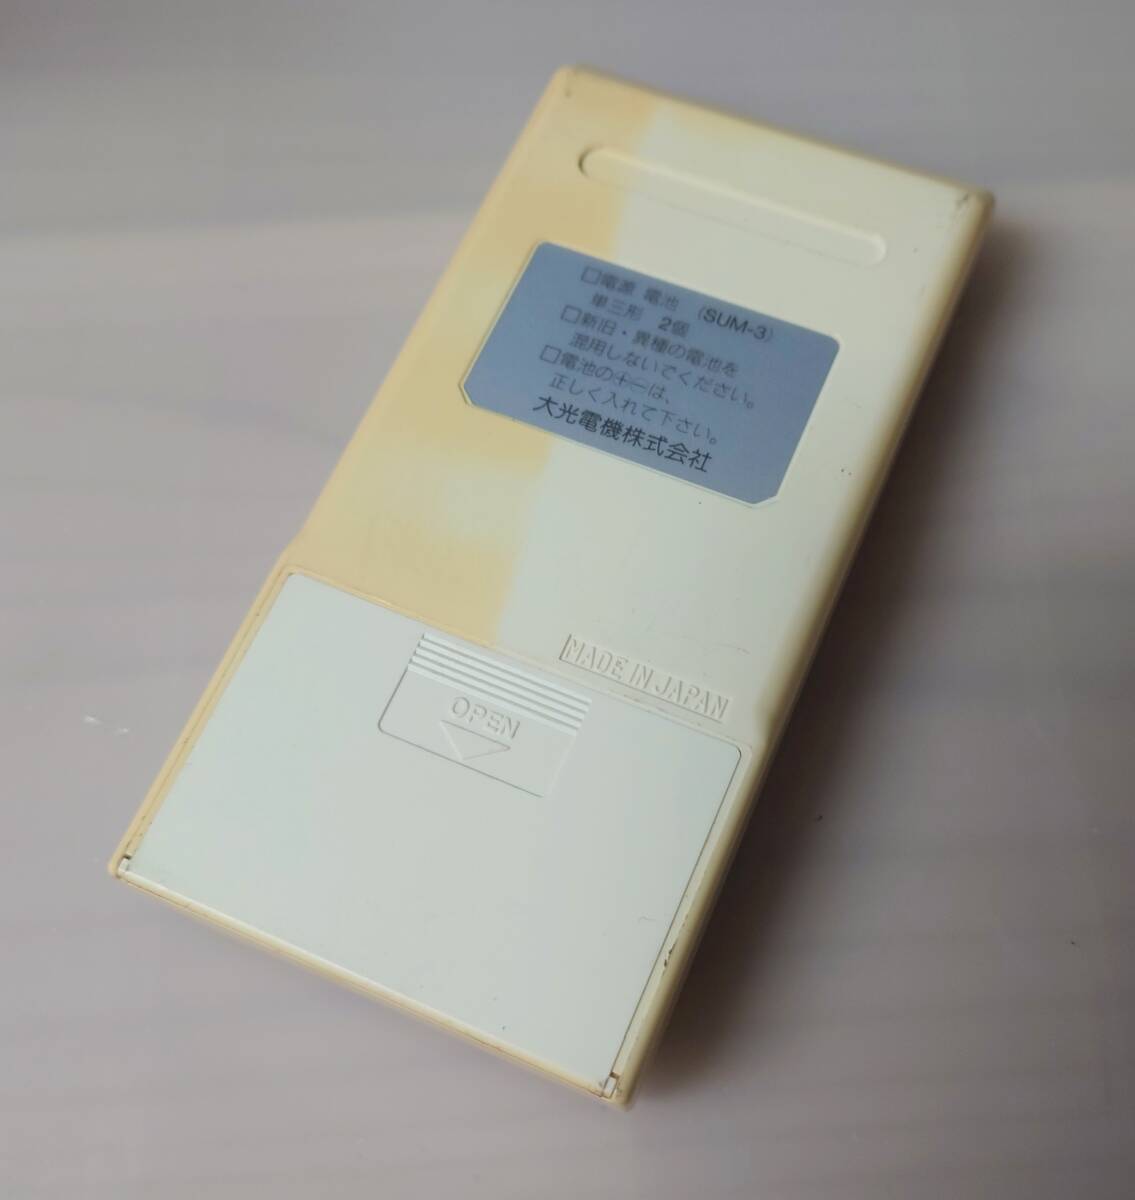 □電源 電池 (SUM-3)
単三形 2個
□新旧・異種の電池を
混用しないでください。
□電池の⊕⊖は、
正しく入れて下さい。
大光電機株式会社
MADE IN JAPAN
OPEN